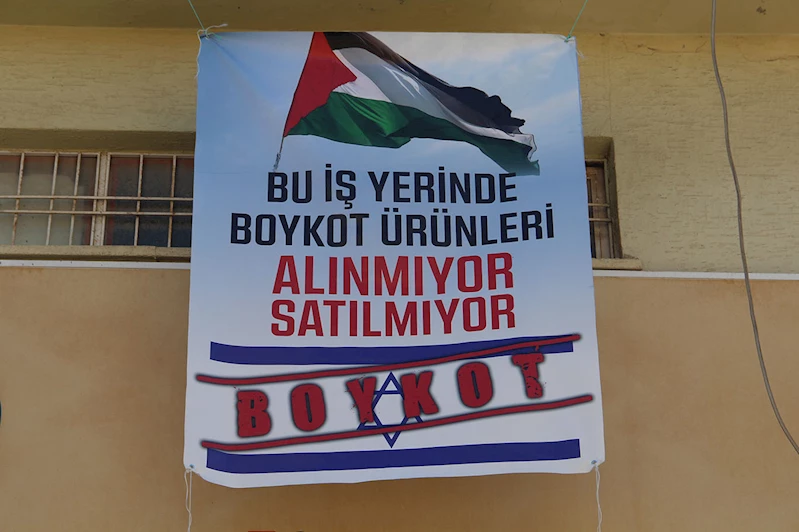 BU İŞ YERİNDE
BOYKOT ÜRÜNLERİ
ALINMIYOR
SATILMIYOR
BOYKOT